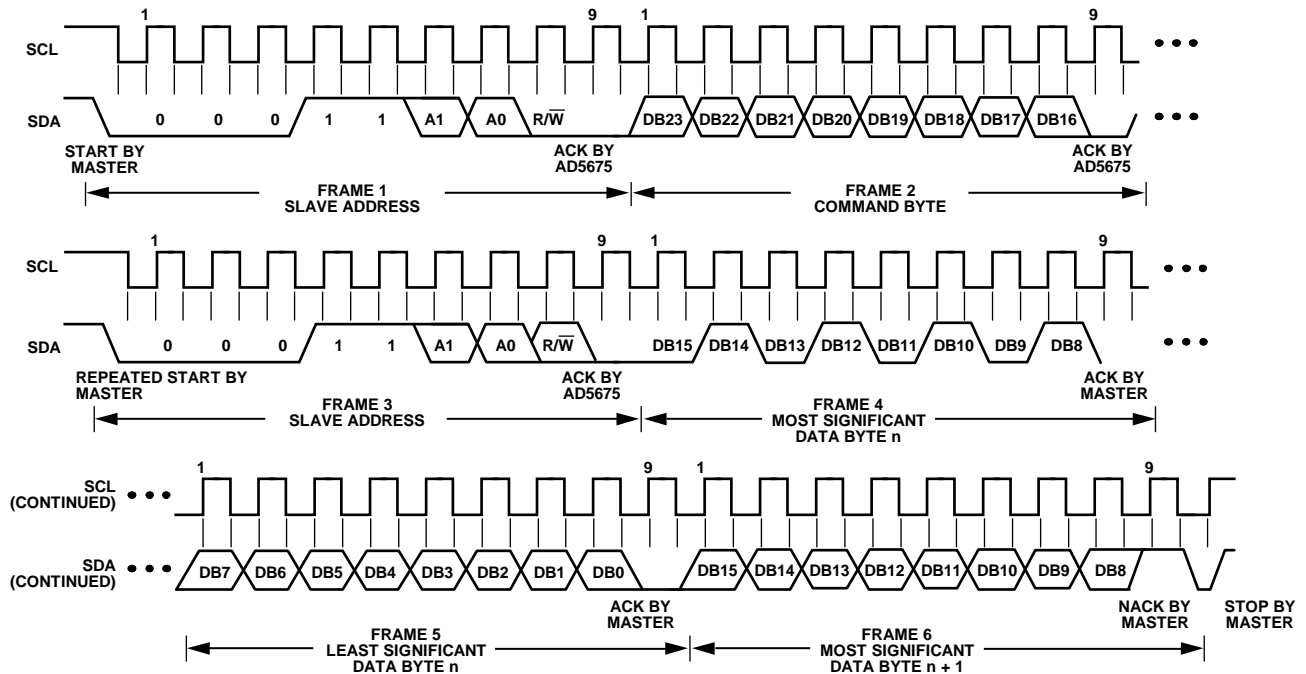 1 9 1 9
SCL
SDA 0 0 0 1 1 A1 A0 R/W DB23 DB22 DB21 DB20 DB19 DB18 DB17 DB16
START BY MASTER ACK BY AD5675 ACK BY AD5675
FRAME 1 SLAVE ADDRESS FRAME 2 COMMAND BYTE
1 9 1 9
SCL
SDA 0 0 0 1 1 A1 A0 R/W DB15 DB14 DB13 DB12 DB11 DB10 DB9 DB8
REPEATED START BY MASTER ACK BY AD5675 ACK BY MASTER
FRAME 3 SLAVE ADDRESS FRAME 4 MOST SIGNIFICANT DATA BYTE n
1 9 1 9
SCL (CONTINUED)
SDA (CONTINUED) DB7 DB6 DB5 DB4 DB3 DB2 DB1 DB0 DB15 DB14 DB13 DB12 DB11 DB10 DB9 DB8
ACK BY MASTER NACK BY MASTER STOP BY MASTER
FRAME 5 LEAST SIGNIFICANT DATA BYTE n FRAME 6 MOST SIGNIFICANT DATA BYTE n + 1